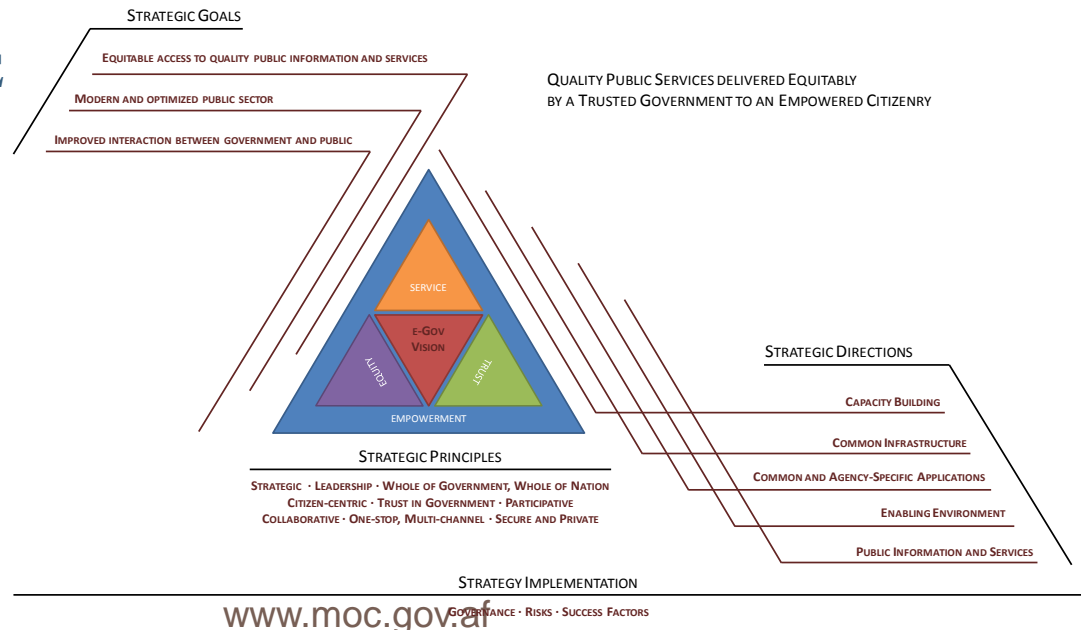 STRATEGIC GOALS
EQUITABLE ACCESS TO QUALITY PUBLIC INFORMATION AND SERVICES
MODERN AND OPTIMIZED PUBLIC SECTOR
IMPROVED INTERACTION BETWEEN GOVERNMENT AND PUBLIC
QUALITY PUBLIC SERVICES DELIVERED EQUITABLY
BY A TRUSTED GOVERNMENT TO AN EMPOWERED CITIZENRY
SERVICE
E-GOV
VISION
EQUITY
TRUST
EMPOWERMENT
STRATEGIC DIRECTIONS
CAPACITY BUILDING
COMMON INFRASTRUCTURE
COMMON AND AGENCY-SPECIFIC APPLICATIONS
ENABLING ENVIRONMENT
PUBLIC INFORMATION AND SERVICES
STRATEGIC PRINCIPLES
STRATEGIC · LEADERSHIP · WHOLE OF GOVERNMENT, WHOLE OF NATION
CITIZEN-CENTRIC · TRUST IN GOVERNMENT · PARTICIPATIVE
COLLABORATIVE · ONE-STOP, MULTI-CHANNEL · SECURE AND PRIVATE
STRATEGY IMPLEMENTATION
GOVERNANCE · RISKS · SUCCESS FACTORS
www.moc.gov.af